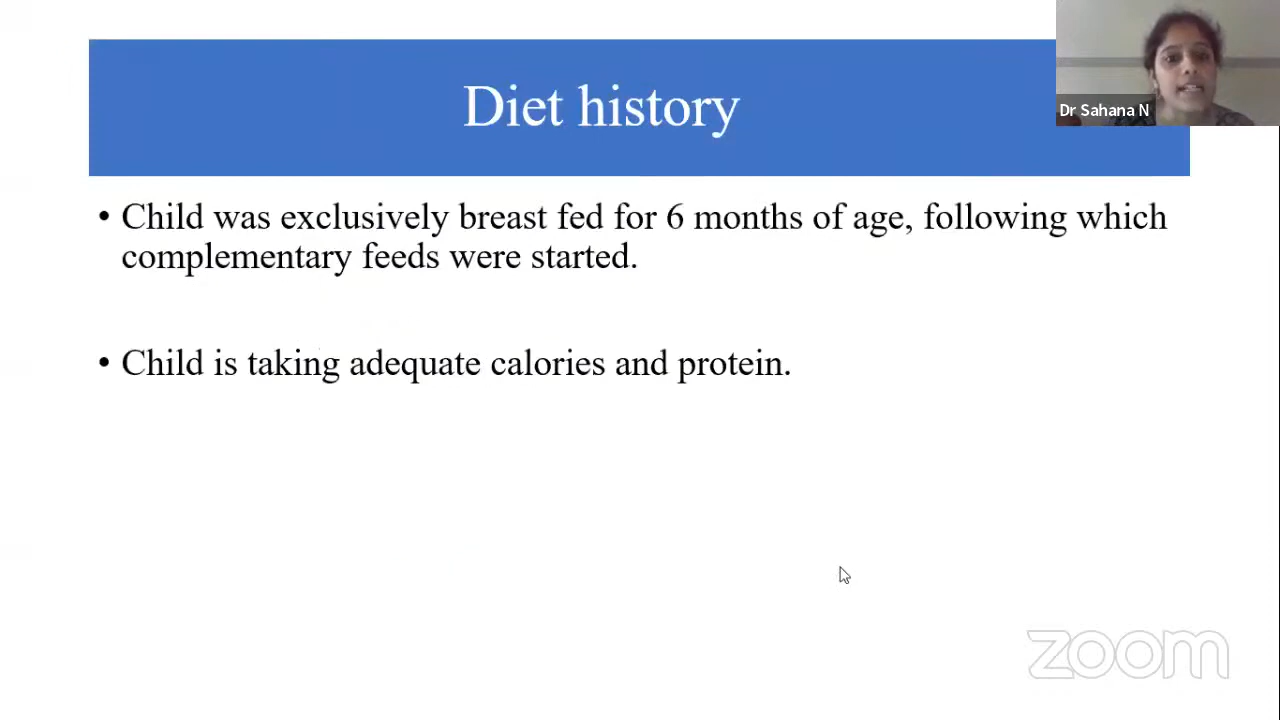 Diet history
Dr Sahana N
• Child was exclusively breast fed for 6 months of age, following which
complementary feeds were started.
• Child is taking adequate calories and protein.
zoom